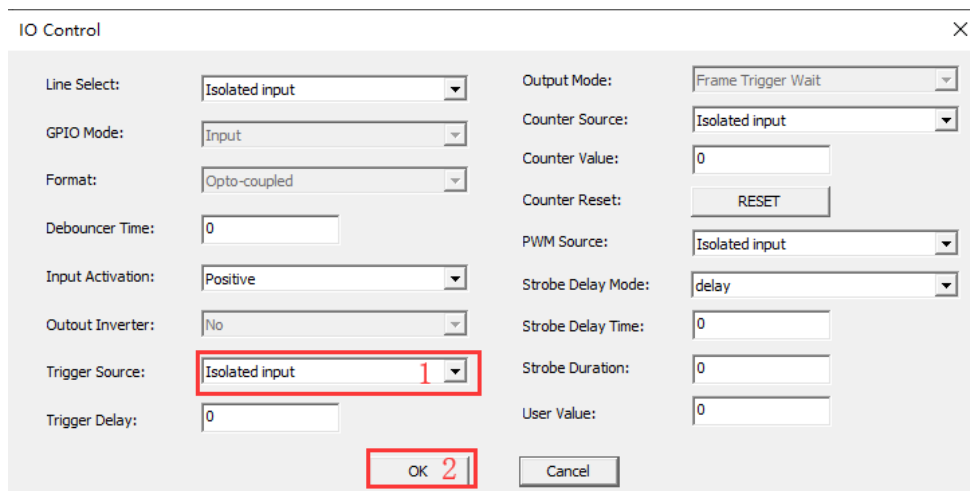 IO Control
Line Select: Isolated input
GPIO Mode: Input
Format: Opto-coupled
Debouncer Time: 0
Input Activation: Positive
Outout Inverter: No
Trigger Source: Isolated input 1
Trigger Delay: 0
Output Mode: Frame Trigger Wait
Counter Source: Isolated input
Counter Value: 0
Counter Reset: RESET
PWM Source: Isolated input
Strobe Delay Mode: delay
Strobe Delay Time: 0
Strobe Duration: 0
User Value: 0
OK 2 Cancel